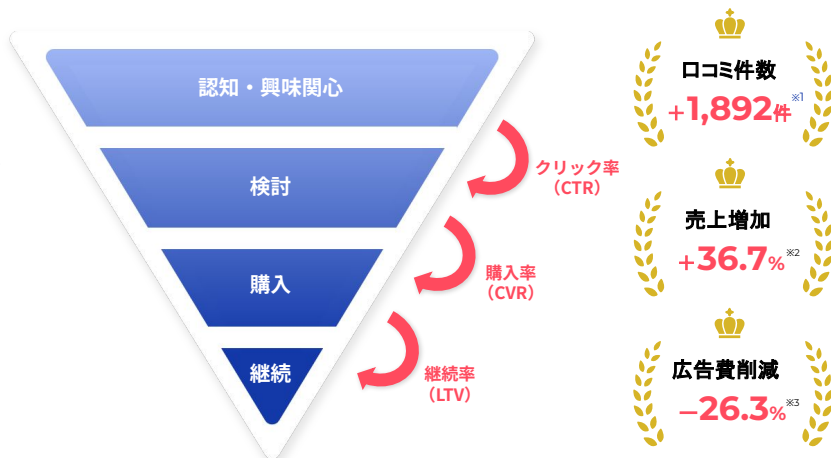 認知・興味関心
検討
購入
継続
クリック率
（CTR）
購入率
（CVR）
継続率
（LTV）
口コミ件数
+1,892件※1
売上増加
+36.7%※2
広告費削減
−26.3%※3